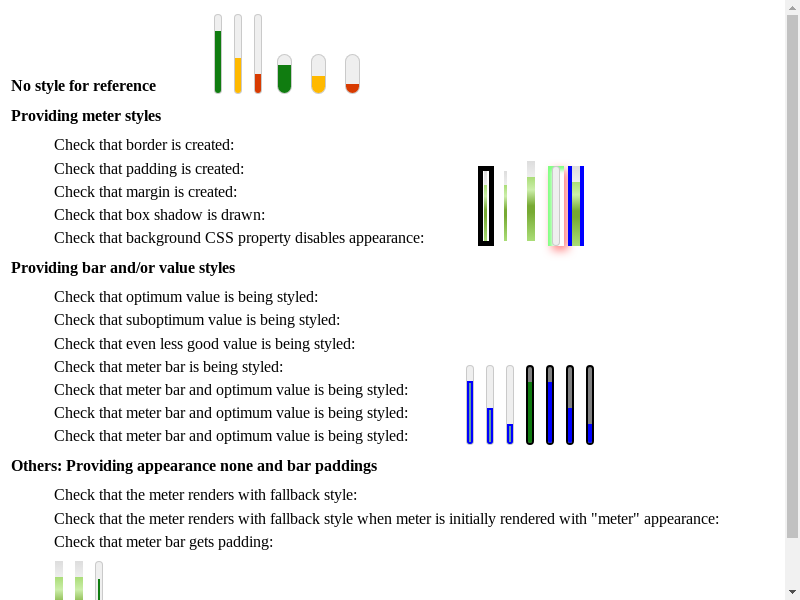 No style for reference
Providing meter styles
Check that border is created:
Check that padding is created:
Check that margin is created:
Check that box shadow is drawn:
Check that background CSS property disables appearance:
Providing bar and/or value styles
Check that optimum value is being styled:
Check that suboptimum value is being styled:
Check that even less good value is being styled:
Check that meter bar is being styled:
Check that meter bar and optimum value is being styled:
Check that meter bar and optimum value is being styled:
Check that meter bar and optimum value is being styled:
Others: Providing appearance none and bar paddings
Check that the meter renders with fallback style:
Check that the meter renders with fallback style when meter is initially rendered with "meter" appearance:
Check that meter bar gets padding: